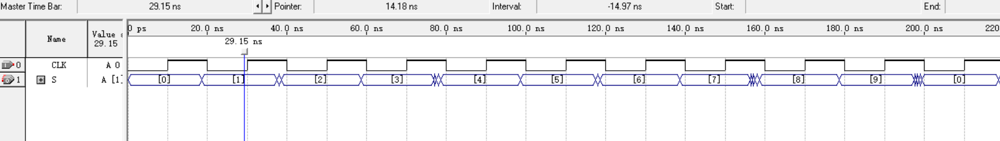 Master Time Bar: 29.15 ns Pointer: 14.18 ns Interval: -14.97 ns Start: End:
0 ps 20.0 ns 40.0 ns 60.0 ns 80.0 ns 100.0 ns 120.0 ns 140.0 ns 160.0 ns 180.0 ns 200.0 ns 220
Name Value
29.15
29.15 ns
0 CLK A 0
1 S A [1] [0] [1] [2] [3] [4] [5] [6] [7] [8] [9] [0]